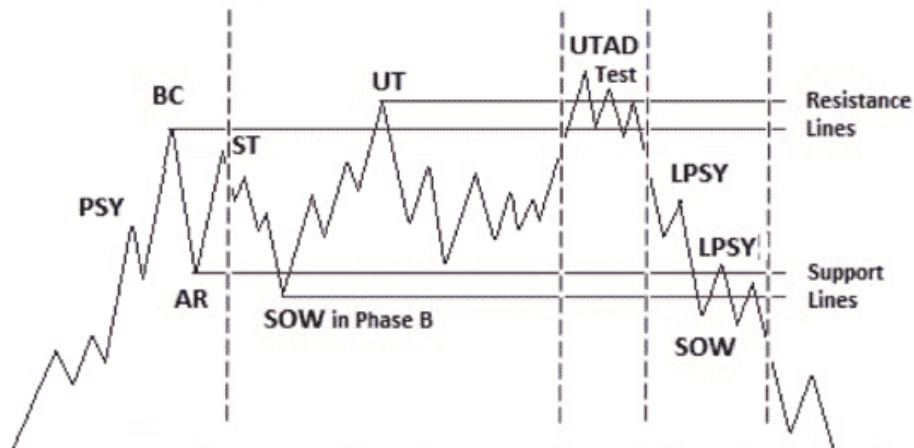 UTAD
Test
UT
BC
Resistance
Lines
ST
LPSY
PSY
LPSY
Support
Lines
AR
SOW in Phase B
SOW